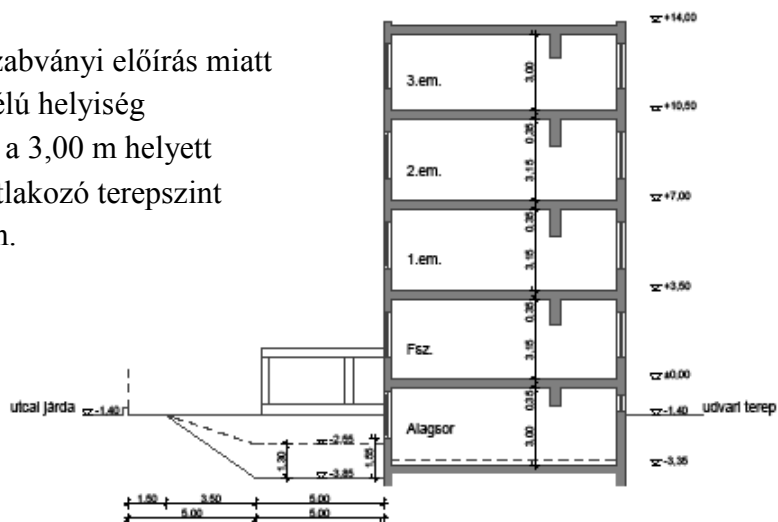 zabványi előírás miatt
élú helyiség
a 3,00 m helyett
tlakozó terepszint
n.
+14,00
3.em.
3,00
+10,50
0,35
2.em.
3,15
+7,00
0,35
1.em.
3,15
+3,50
0,35
Fsz.
3,15
±0,00
0,35
utcai járda -1.40
-1.40 udvari terep
Alagsor
3,00
-2,55
1,30
1,55
-3,85
-3,35
1.50 3.50 5.00
5.00 5.00